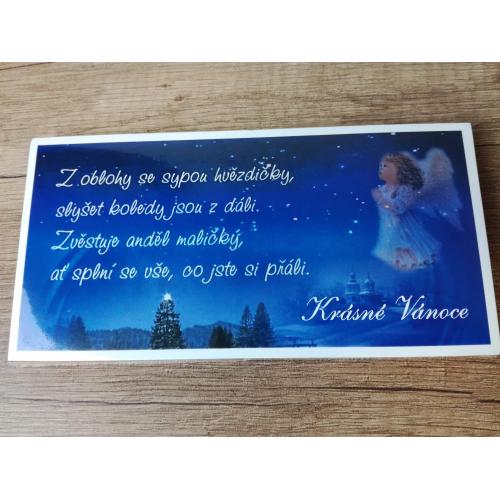 Z oblohy se sypou hvězdičky,
slyšet koledy jsou z dáli.
Zvěstuje anděl maličký,
ať splní se vše, co jste si přáli.
Krásné Vánoce